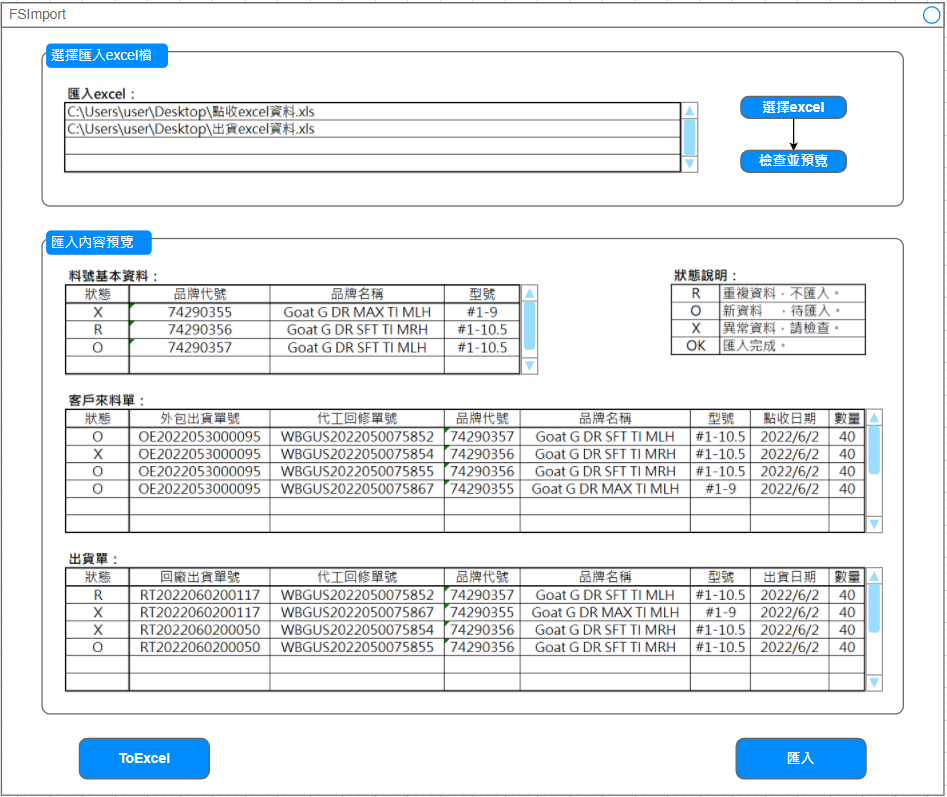 FSImport
選擇匯入excel檔
匯入excel：
C:\Users\user\Desktop\點收excel資料.xls
C:\Users\user\Desktop\出貨excel資料.xls
選擇excel
檢查並預覽
匯入內容預覽
料號基本資料：
狀態 品牌代號 品牌名稱 型號
X 74290355 Goat G DR MAX TI MLH #1-9
R 74290356 Goat G DR SFT TI MRH #1-10.5
O 74290357 Goat G DR SFT TI MLH #1-10.5
狀態說明：
R 重複資料，不匯入。
O 新資料　，待匯入。
X 異常資料，請檢查。
OK 匯入完成。
客戶來料單：
狀態 外包出貨單號 代工回修單號 品牌代號 品牌名稱 型號 點收日期 數量
O OE2022053000095 WBGUS2022050075852 74290357 Goat G DR SFT TI MLH #1-10.5 2022/6/2 40
X OE2022053000095 WBGUS2022050075854 74290356 Goat G DR SFT TI MRH #1-10.5 2022/6/2 40
O OE2022053000095 WBGUS2022050075855 74290356 Goat G DR SFT TI MRH #1-10.5 2022/6/2 40
O OE2022053000095 WBGUS2022050075867 74290355 Goat G DR MAX TI MLH #1-9 2022/6/2 40
出貨單：
狀態 回廠出貨單號 代工回修單號 品牌代號 品牌名稱 型號 出貨日期 數量
R RT2022060200117 WBGUS2022050075852 74290357 Goat G DR SFT TI MLH #1-10.5 2022/6/2 40
X RT2022060200117 WBGUS2022050075867 74290355 Goat G DR MAX TI MLH #1-9 2022/6/2 40
X RT2022060200050 WBGUS2022050075854 74290356 Goat G DR SFT TI MRH #1-10.5 2022/6/2 40
O RT2022060200050 WBGUS2022050075855 74290356 Goat G DR SFT TI MRH #1-10.5 2022/6/2 40
ToExcel
匯入